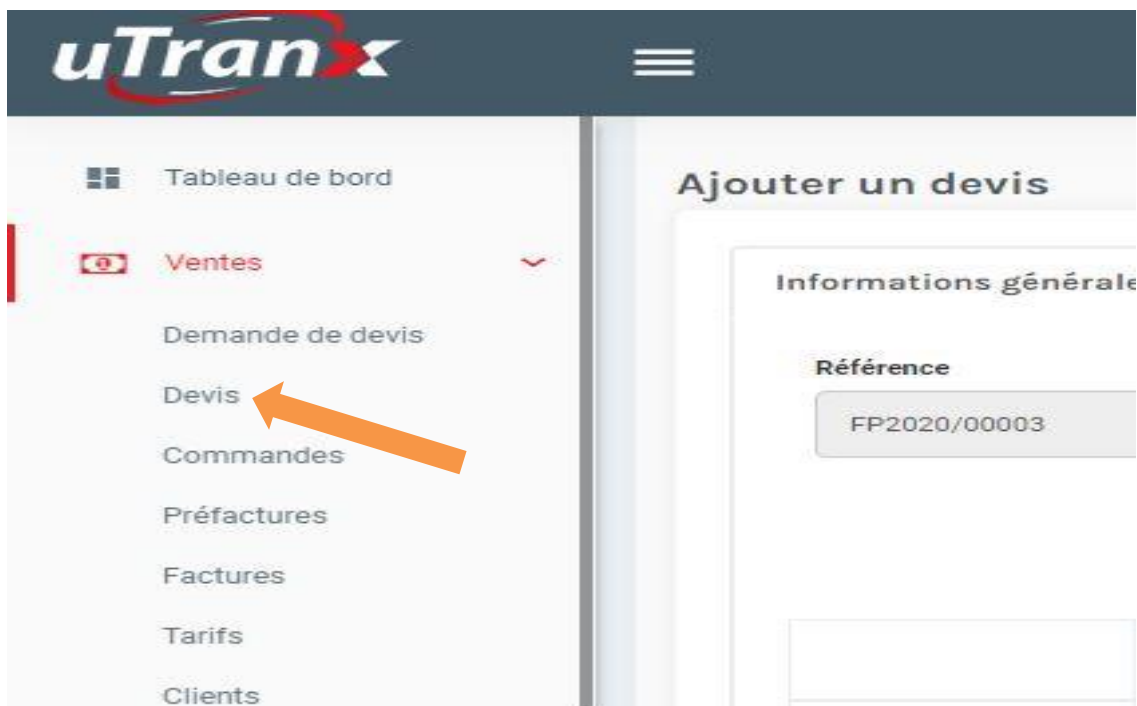 uTranx
Tableau de bord
Ventes
Demande de devis
Devis
Commandes
Préfactures
Factures
Tarifs
Clients
Ajouter un devis
Informations générale
Référence
FP2020/00003